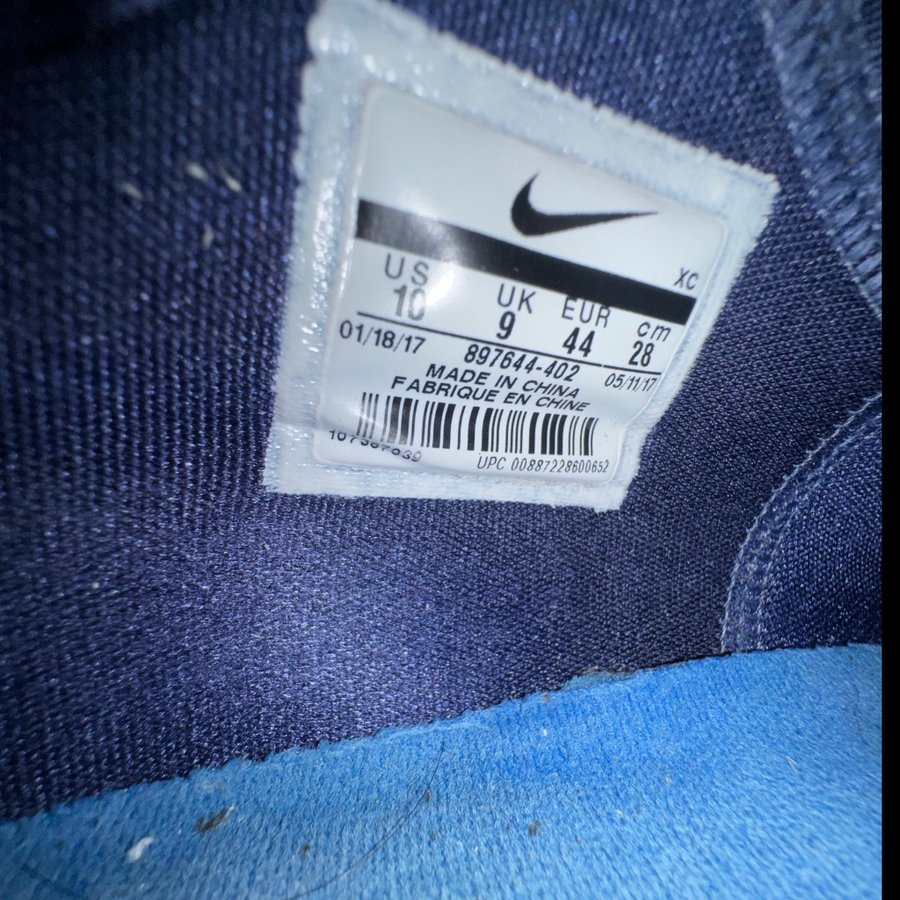 XC
US UK EUR cm
10 9 44 28
01/18/17 897644-402 05/11/17
MADE IN CHINA
FABRIQUE EN CHINE
UPC 00887228600652